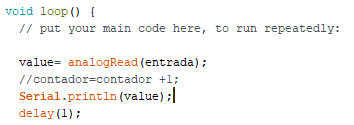 void loop() {
  // put your main code here, to run repeatedly:
  value= analogRead(entrada);
  //contador=contador +1;
  Serial.println(value);
  delay(1);